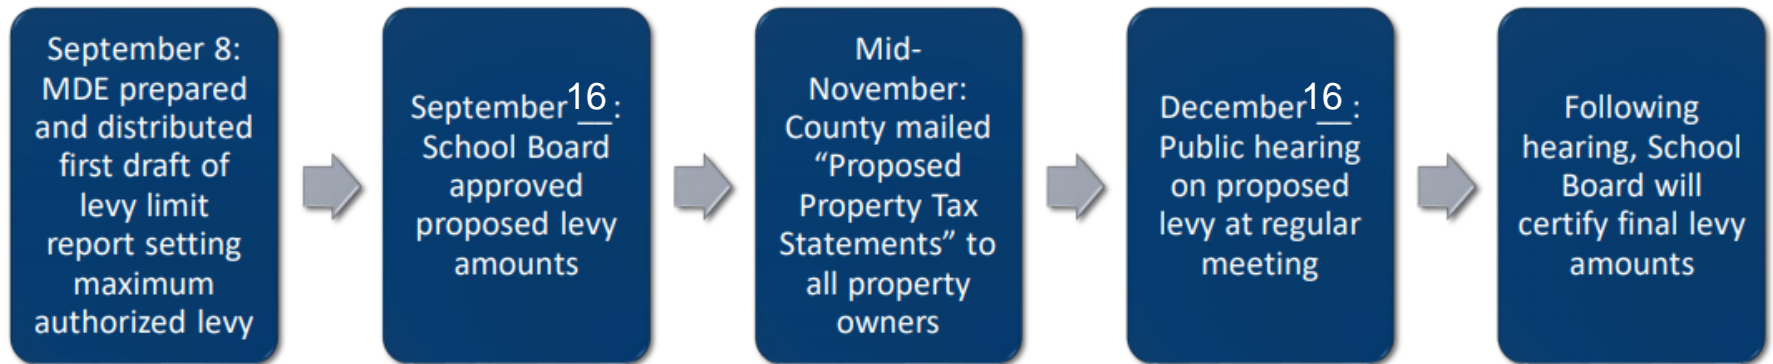 September 8:
MDE prepared
and distributed
first draft of
levy limit
report setting
maximum
authorized levy
September 16:
School Board
approved
proposed levy
amounts
Mid-
November:
County mailed
“Proposed
Property Tax
Statements” to
all property
owners
December 16:
Public hearing
on proposed
levy at regular
meeting
Following
hearing, School
Board will
certify final levy
amounts